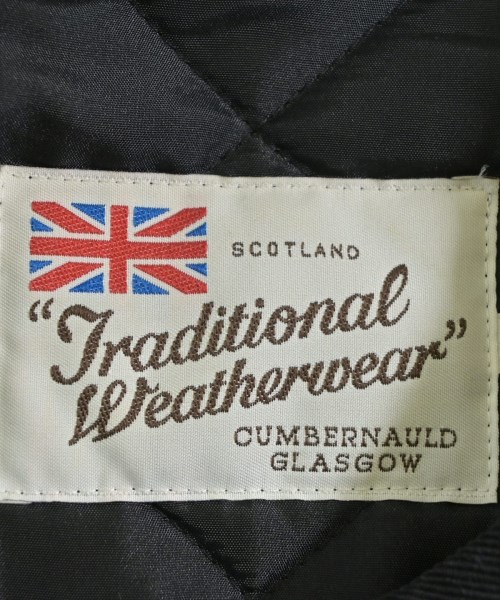 SCOTLAND
"Traditional
Weatherwear"
CUMBERNAULD
GLASGOW